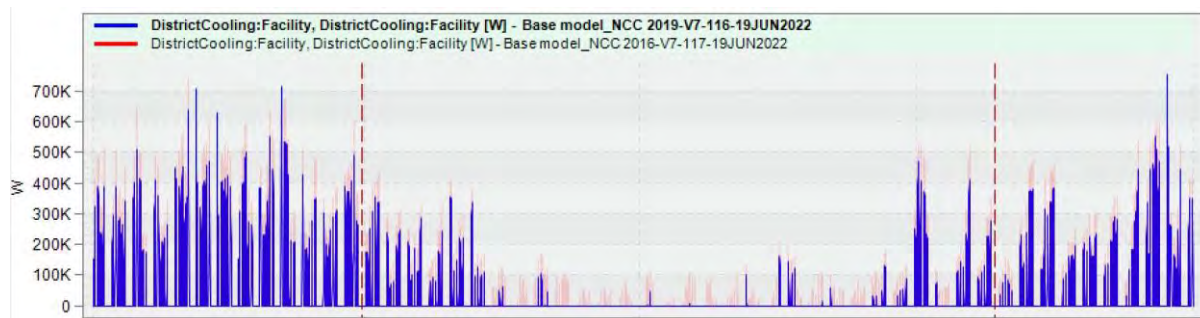 DistrictCooling:Facility, DistrictCooling:Facility [W] - Base model_NCC 2019-V7-116-19JUN2022
DistrictCooling:Facility, DistrictCooling:Facility [W] - Base model_NCC 2016-V7-117-19JUN2022
700K
600K
500K
400K
300K
200K
100K
0
W